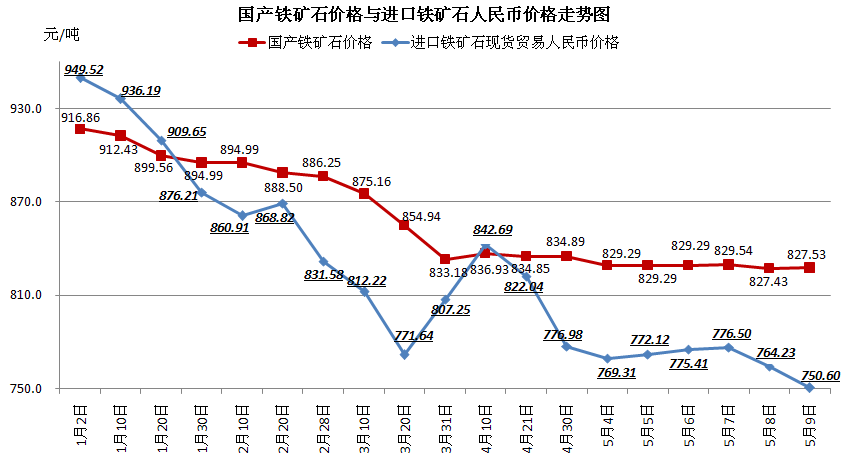 国产铁矿石价格与进口铁矿石人民币价格走势图
元/吨
国产铁矿石价格 进口铁矿石现货贸易人民币价格
930.0
870.0
810.0
750.0
916.86
912.43
899.56
894.99
894.99
888.50
886.25
875.16
854.94
833.18
836.93
834.85
834.89
829.29
829.29
829.29
829.54
827.43
827.53
949.52
936.19
909.65
876.21
860.91
868.82
831.58
812.22
771.64
807.25
842.69
822.04
776.98
769.31
772.12
775.41
776.50
764.23
750.60
1月2日
1月10日
1月20日
1月30日
2月10日
2月20日
2月28日
3月10日
3月20日
3月31日
4月10日
4月21日
4月30日
5月4日
5月5日
5月6日
5月7日
5月8日
5月9日